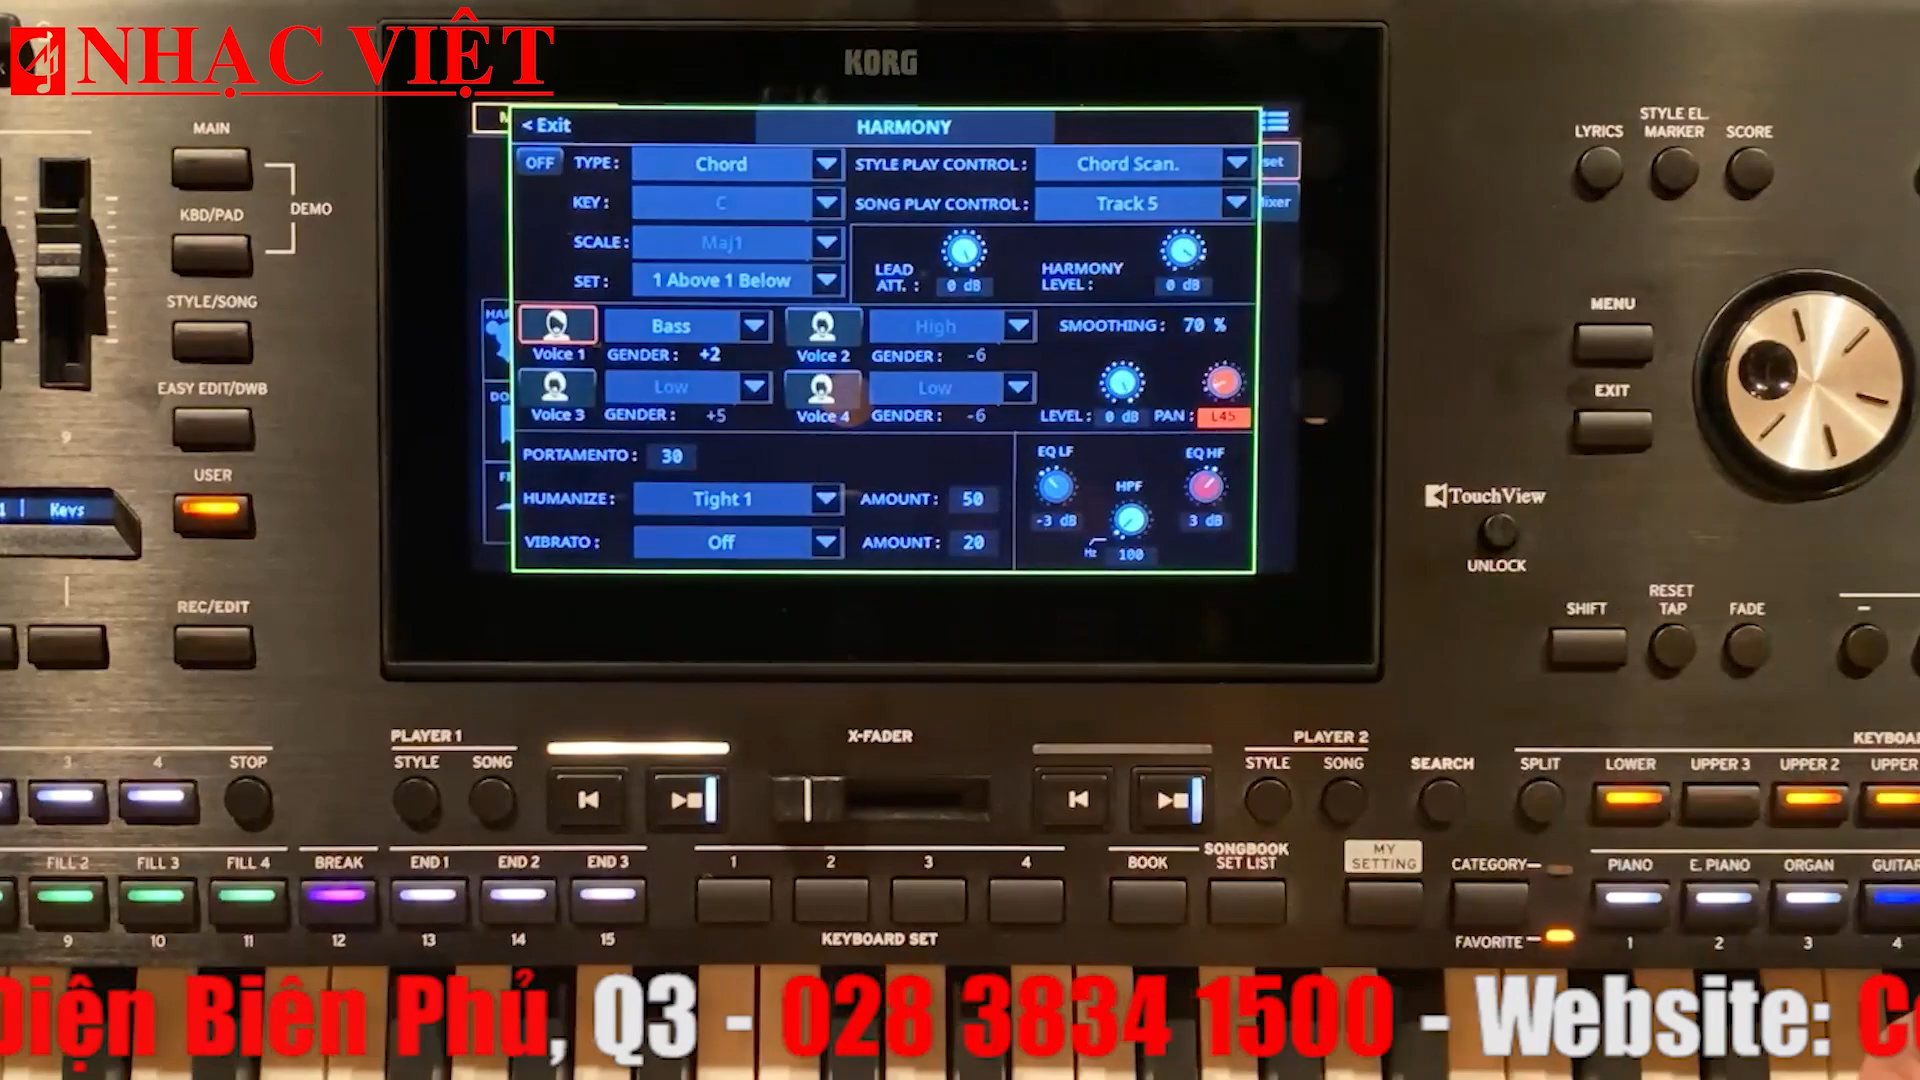 NHẠC VIỆT
KORG
< Exit
HARMONY
OFF
TYPE:
Chord
STYLE PLAY CONTROL:
Chord Scan.
KEY:
C
SONG PLAY CONTROL:
Track 5
SCALE:
Maj1
SET:
1 Above 1 Below
LEAD
ATT. :
0 dB
HARMONY
LEVEL:
0 dB
Bass
High
SMOOTHING: 70 %
Voice 1
GENDER: +2
Voice 2
GENDER: -6
Low
Low
Voice 3
GENDER: +5
Voice 4
GENDER: -6
LEVEL: 0 dB
PAN: L45
PORTAMENTO: 30
HUMANIZE:
Tight 1
AMOUNT: 50
VIBRATO:
Off
AMOUNT: 20
EQ LF
-3 dB
HPF
Hz 100
EQ HF
3 dB
MAIN
KBD/PAD
DEMO
STYLE/SONG
EASY EDIT/DWB
9
USER
Keys
REC/EDIT
LYRICS
STYLE EL.
MARKER
SCORE
MENU
EXIT
TouchView
UNLOCK
SHIFT
RESET
TAP
FADE
-
3
4
STOP
PLAYER 1
STYLE
SONG
X-FADER
PLAYER 2
STYLE
SONG
SEARCH
SPLIT
LOWER
UPPER 3
UPPER 2
UPPER
FILL 2
FILL 3
FILL 4
BREAK
END 1
END 2
END 3
9
10
11
12
13
14
15
1
2
3
4
KEYBOARD SET
BOOK
SONGBOOK
SET LIST
MY
SETTING
CATEGORY
FAVORITE
PIANO
E. PIANO
ORGAN
1
2
3
4
Điện Biên Phủ, Q3 - 028 3834 1500 - Website: